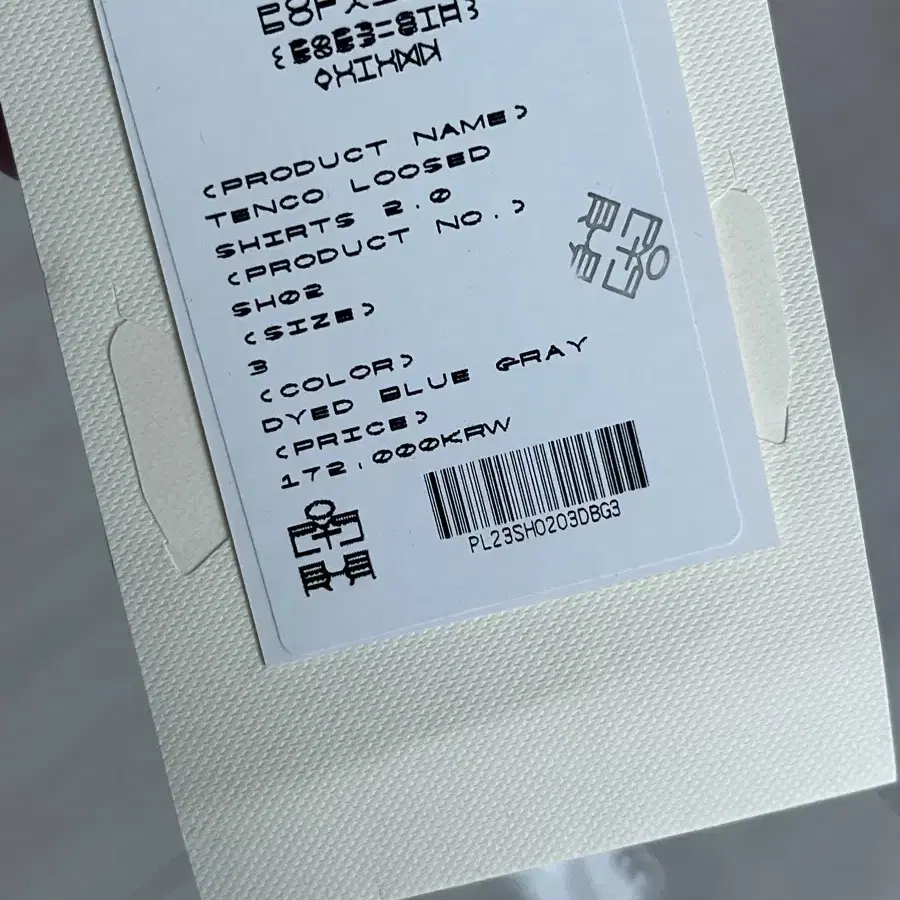 <PRODUCT NAME>
TENCO LOOSED
SHIRTS 2.0
<PRODUCT NO.>
SH02
<SIZE>
3
<COLOR>
DYED BLUE GRAY
<PRICE>
172.000KRW
PL23SH0203DBG3